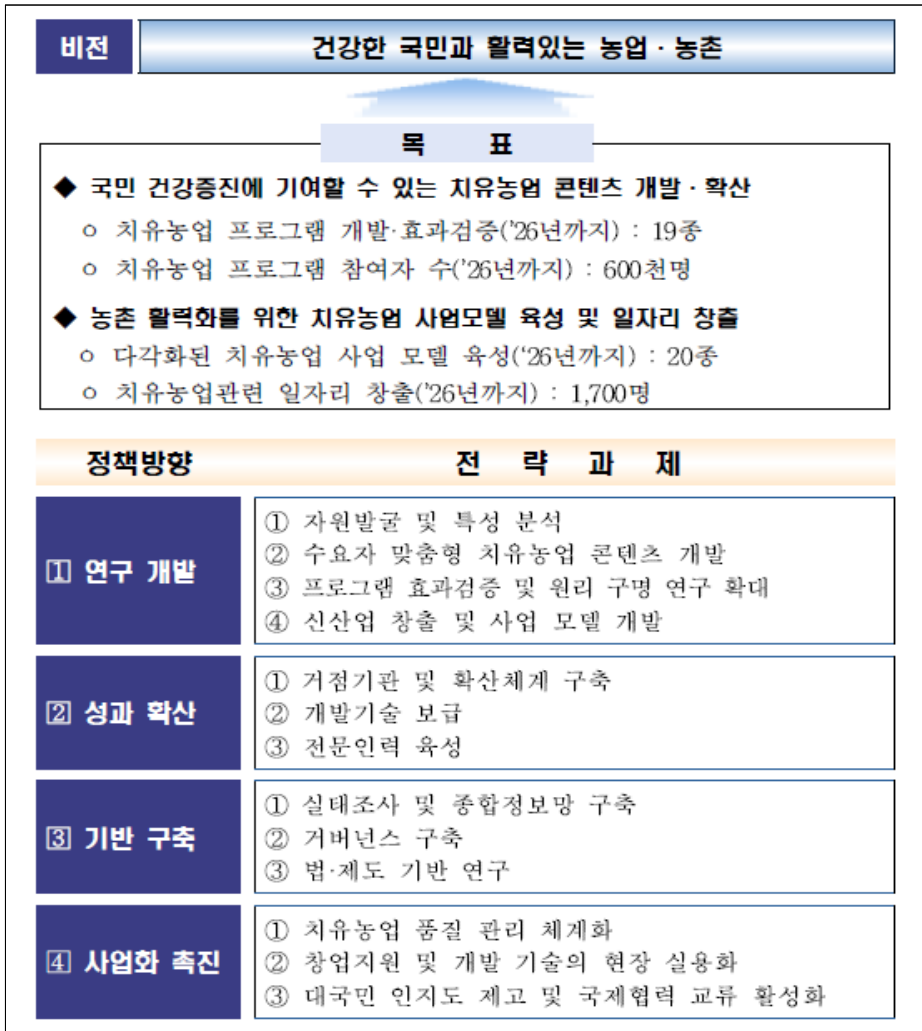 비전 건강한 국민과 활력있는 농업·농촌
목 표
◆ 국민 건강증진에 기여할 수 있는 치유농업 콘텐츠 개발·확산
ㅇ 치유농업 프로그램 개발·효과검증('26년까지) : 19종
ㅇ 치유농업 프로그램 참여자 수('26년까지) : 600천명
◆ 농촌 활력화를 위한 치유농업 사업모델 육성 및 일자리 창출
ㅇ 다각화된 치유농업 사업 모델 육성('26년까지) : 20종
ㅇ 치유농업관련 일자리 창출('26년까지) : 1,700명
정책방향 전 략 과 제
1 연구 개발
① 자원발굴 및 특성 분석
② 수요자 맞춤형 치유농업 콘텐츠 개발
③ 프로그램 효과검증 및 원리 구명 연구 확대
④ 신산업 창출 및 사업 모델 개발
2 성과 확산
① 거점기관 및 확산체계 구축
② 개발기술 보급
③ 전문인력 육성
3 기반 구축
① 실태조사 및 종합정보망 구축
② 거버넌스 구축
③ 법·제도 기반 연구
4 사업화 촉진
① 치유농업 품질 관리 체계화
② 창업지원 및 개발 기술의 현장 실용화
③ 대국민 인지도 제고 및 국제협력 교류 활성화